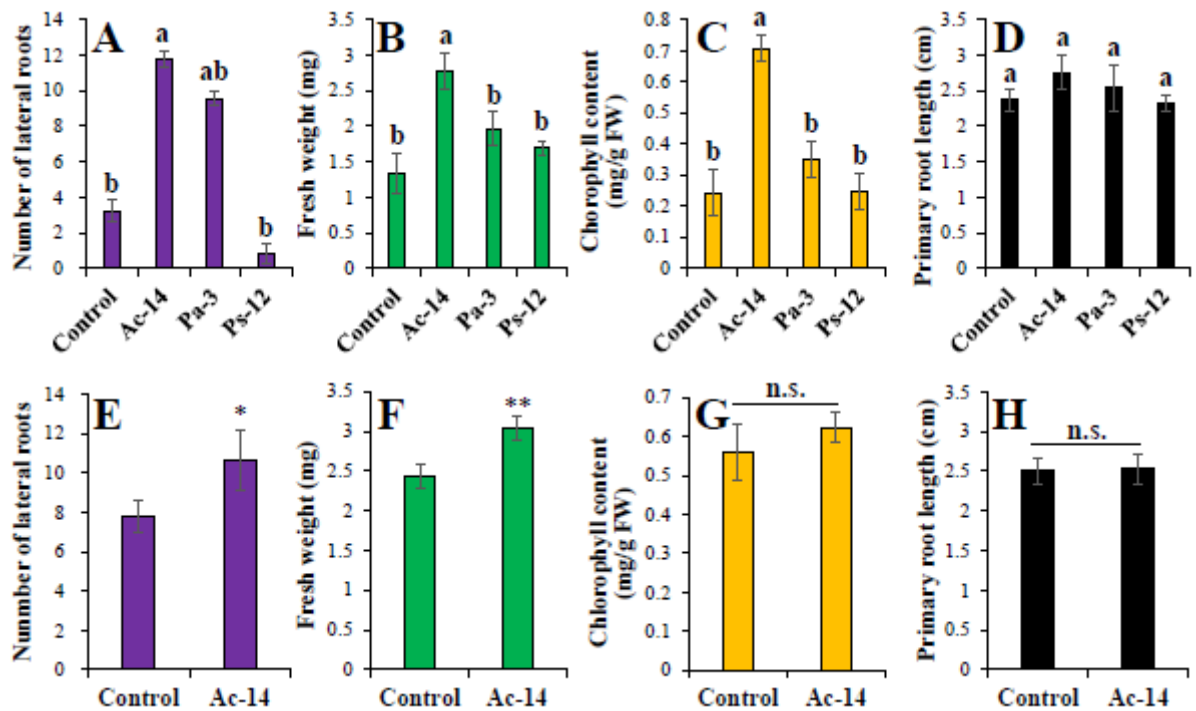 A
Number of lateral roots
14
12
10
8
6
4
2
0
b
a
ab
b
Control
Ac-14
Pa-3
Ps-12
B
Fresh weight (mg)
3.5
3
2.5
2
1.5
1
0.5
0
b
a
b
b
Control
Ac-14
Pa-3
Ps-12
C
Chorophyll content
(mg/g FW)
0.8
0.7
0.6
0.5
0.4
0.3
0.2
0.1
0
b
a
b
b
Control
Ac-14
Pa-3
Ps-12
D
Primary root length (cm)
3.5
3
2.5
2
1.5
1
0.5
0
a
a
a
a
Control
Ac-14
Pa-3
Ps-12
E
Nunmber of lateral roots
14
12
10
8
6
4
2
0
*
Control
Ac-14
F
Fresh weight (mg)
3.5
3
2.5
2
1.5
1
0.5
0
**
Control
Ac-14
G
Chlorophyll content
(mg/g FW)
0.7
0.6
0.5
0.4
0.3
0.2
0.1
0
n.s.
Control
Ac-14
H
Primary root length (cm)
3.5
3
2.5
2
1.5
1
0.5
0
n.s.
Control
Ac-14